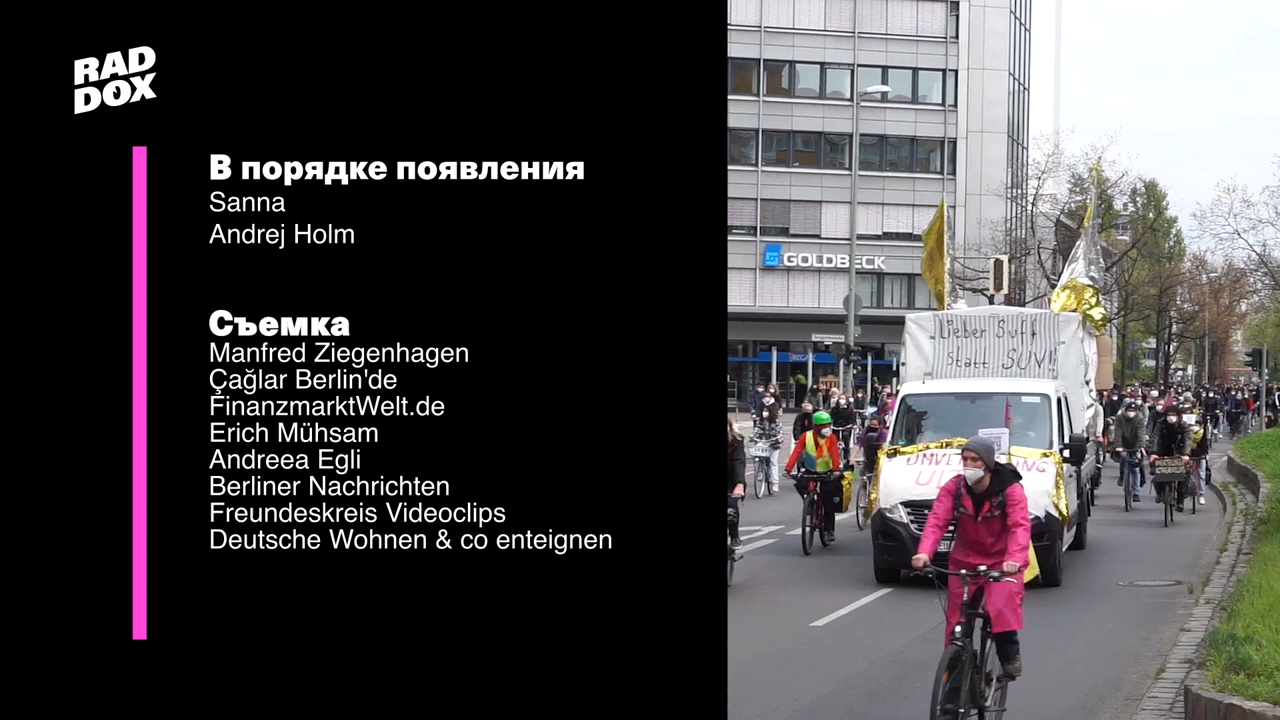 RAD
DOX
В порядке появления
Sanna
Andrej Holm
Съемка
Manfred Ziegenhagen
Çağlar Berlin'de
FinanzmarktWelt.de
Erich Mühsam
Andreea Egli
Berliner Nachrichten
Freundeskreis Videoclips
Deutsche Wohnen & co enteignen
GOLDBECK
Lieber Suff
statt SUV!